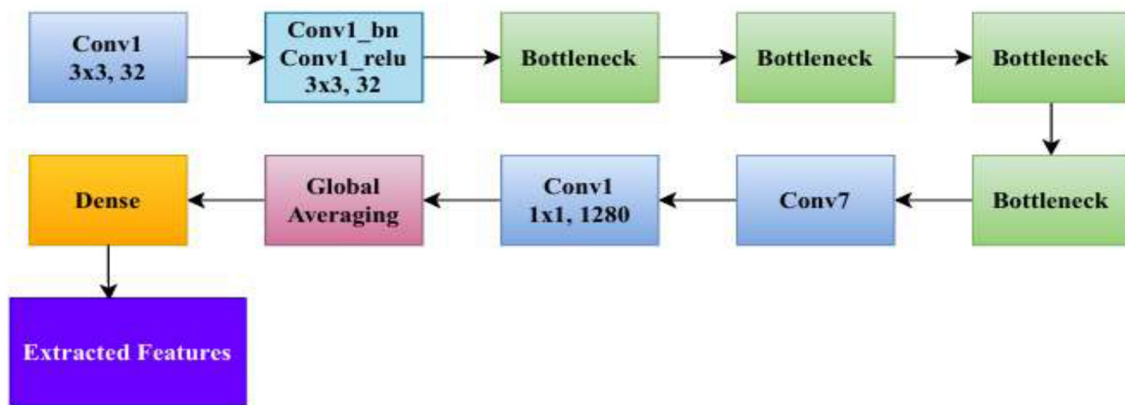 Conv1
3x3, 32
Conv1_bn
Conv1_relu
3x3, 32
Bottleneck
Bottleneck
Bottleneck
Bottleneck
Conv7
Conv1
1x1, 1280
Global
Averaging
Dense
Extracted Features